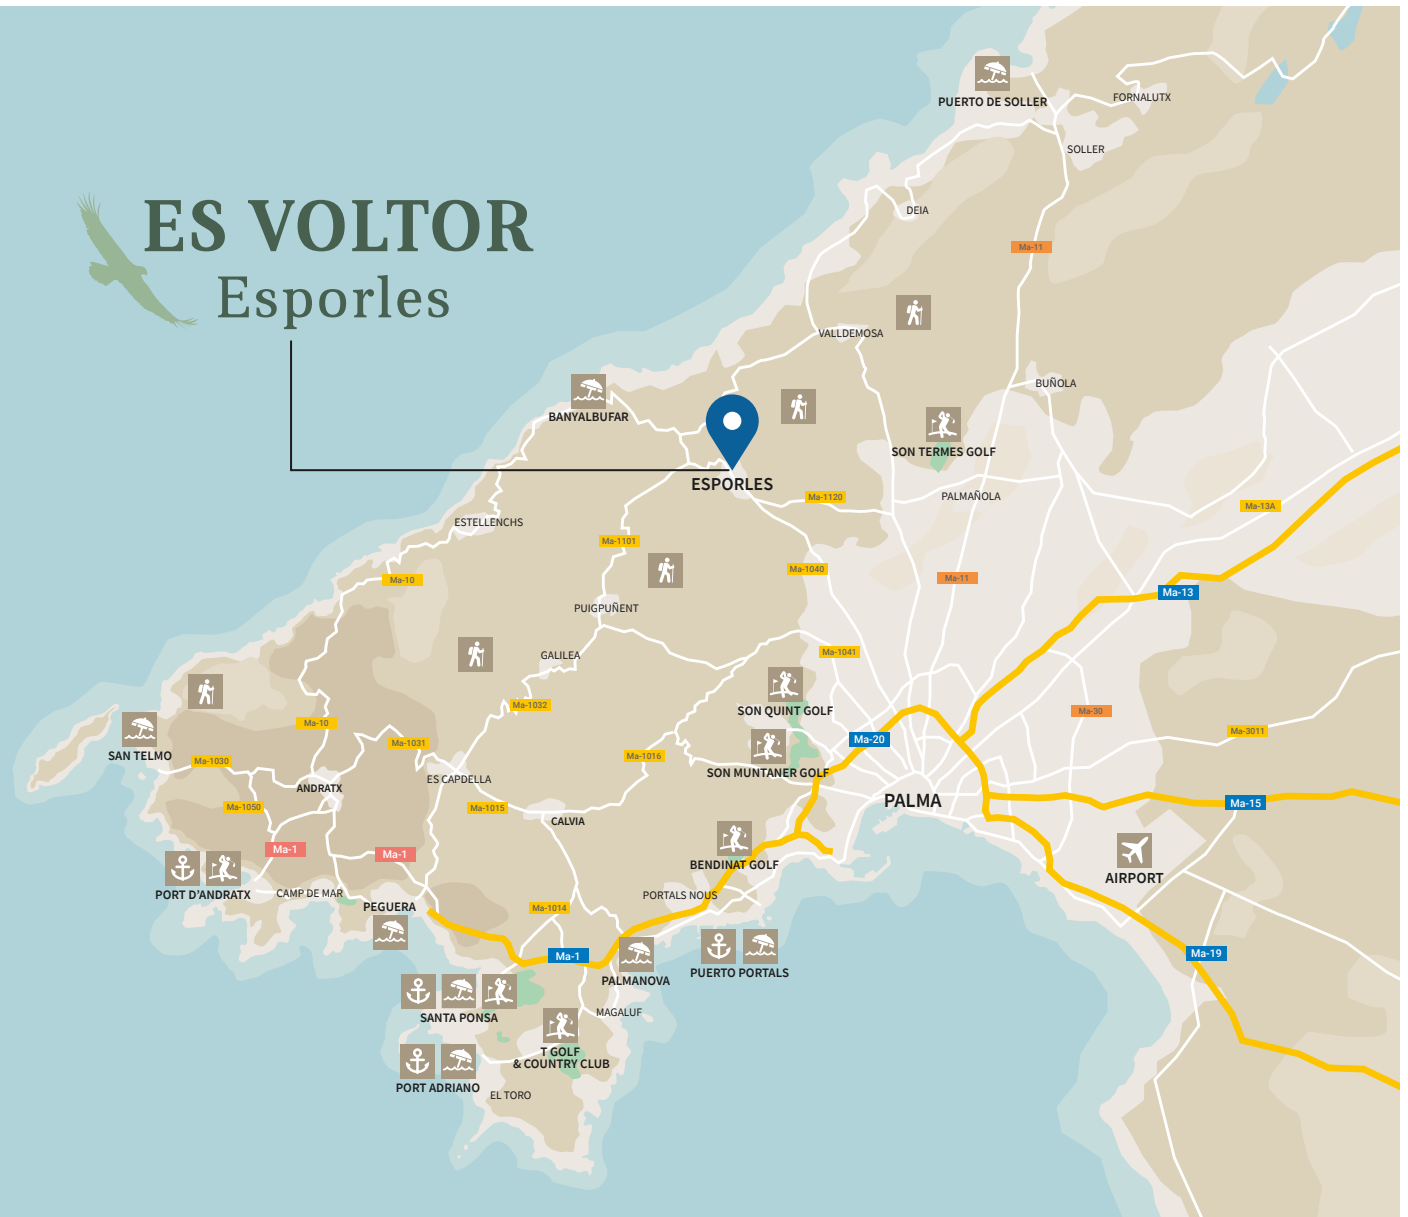 PUERTO DE SOLLER
FORNALUTX
SOLLER
ES VOLTOR
Esporles
DEIA
Ma-11
VALLDEMOSA
BUÑOLA
BANYALBUFAR
SON TERMES GOLF
ESPORLES
Ma-1120
PALMAÑOLA
Ma-13A
ESTELLENCHS
Ma-1101
Ma-1040
Ma-10
Ma-11
Ma-13
PUIGPUÑENT
GALILEA
Ma-1041
Ma-1032
SON QUINT GOLF
Ma-30
Ma-10
Ma-3011
Ma-1031
Ma-20
SAN TELMO
Ma-1030
Ma-1016
SON MUNTANER GOLF
ES CAPDELLA
ANDRATX
Ma-1050
Ma-1015
PALMA
Ma-15
CALVIA
Ma-1
Ma-1
BENDINAT GOLF
AIRPORT
PORT D'ANDRATX
CAMP DE MAR
PORTALS NOUS
PEGUERA
Ma-1014
Ma-1
Ma-19
PALMANOVA
PUERTO PORTALS
SANTA PONSA
MAGALUF
T GOLF
& COUNTRY CLUB
PORT ADRIANO
EL TORO